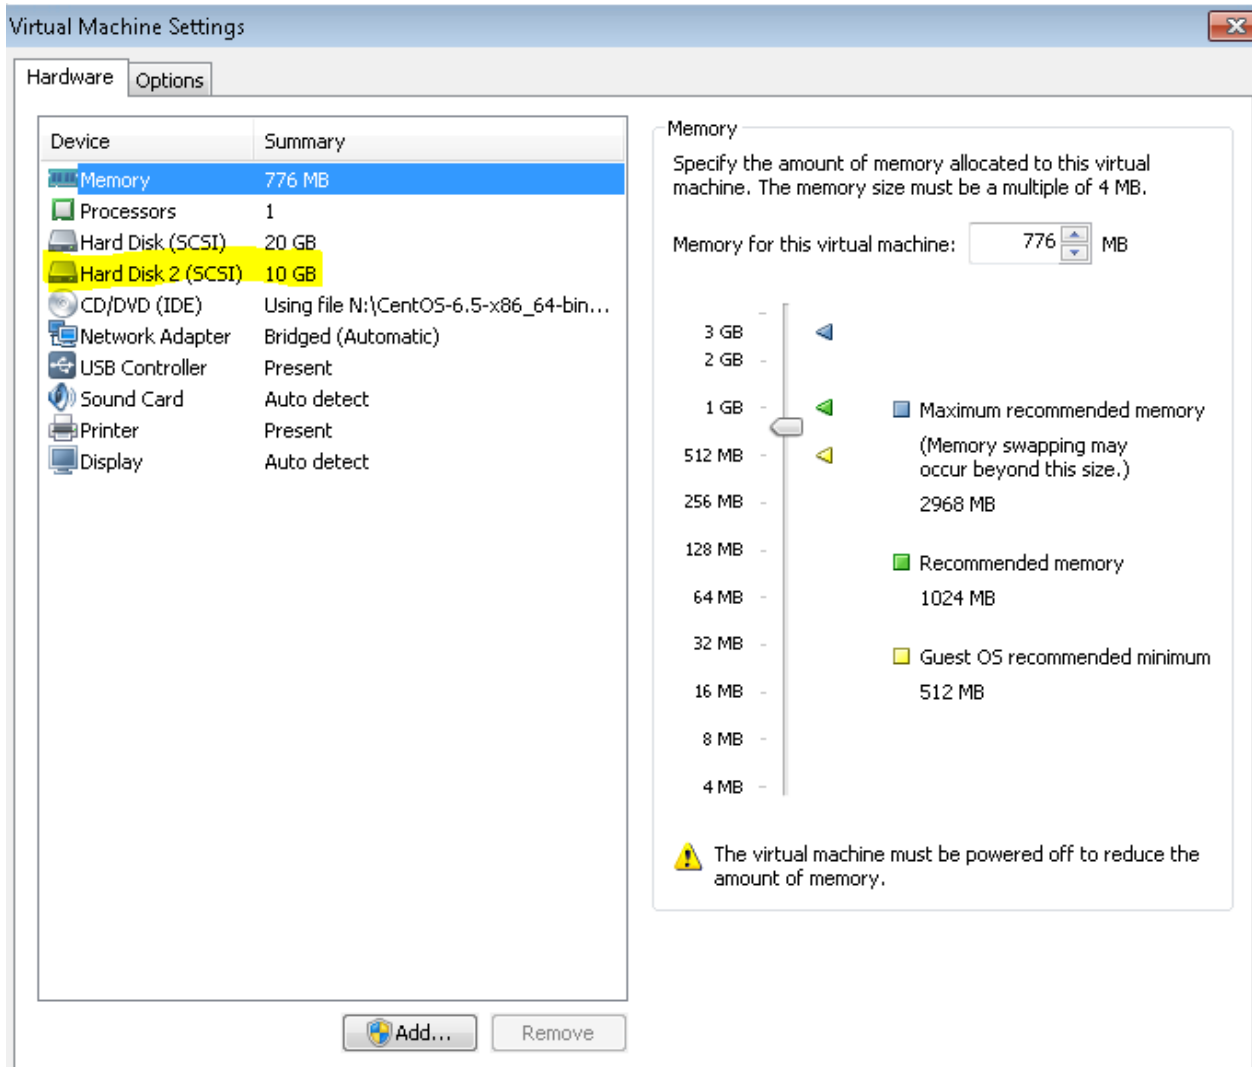 Virtual Machine Settings
Hardware Options
Device Summary
Memory 776 MB
Processors 1
Hard Disk (SCSI) 20 GB
Hard Disk 2 (SCSI) 10 GB
CD/DVD (IDE) Using file N:\CentOS-6.5-x86_64-bin...
Network Adapter Bridged (Automatic)
USB Controller Present
Sound Card Auto detect
Printer Present
Display Auto detect
Add... Remove
Memory
Specify the amount of memory allocated to this virtual
machine. The memory size must be a multiple of 4 MB.
Memory for this virtual machine: 776 MB
3 GB
2 GB
1 GB
512 MB
256 MB
128 MB
64 MB
32 MB
16 MB
8 MB
4 MB
Maximum recommended memory
(Memory swapping may
occur beyond this size.)
2968 MB
Recommended memory
1024 MB
Guest OS recommended minimum
512 MB
The virtual machine must be powered off to reduce the
amount of memory.